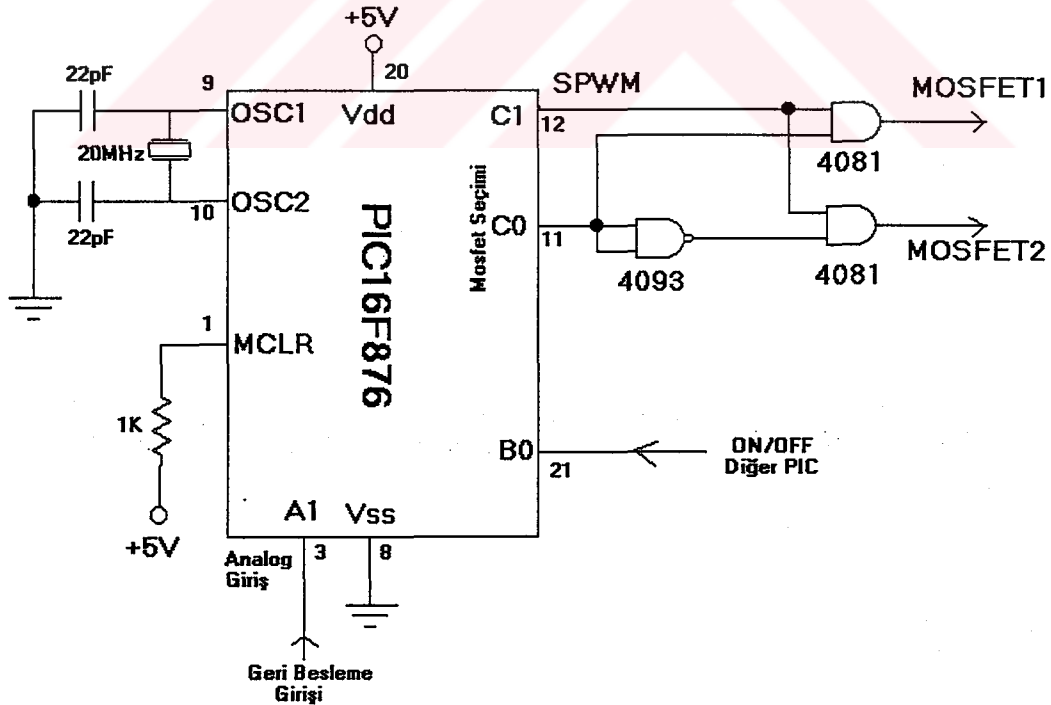 +5V
20
22pF
9
OSC1
Vdd
C1
SPWM
12
MOSFET1
4081
20MHz
OSC2
10
22pF
PIC16F876
Mosfet Seçimi
C0
11
4093
4081
MOSFET2
1
MCLR
1K
+5V
B0
21
ON/OFF
Diğer PIC
A1
Vss
Analog
Giriş
3
8
Geri Besleme
Girişi